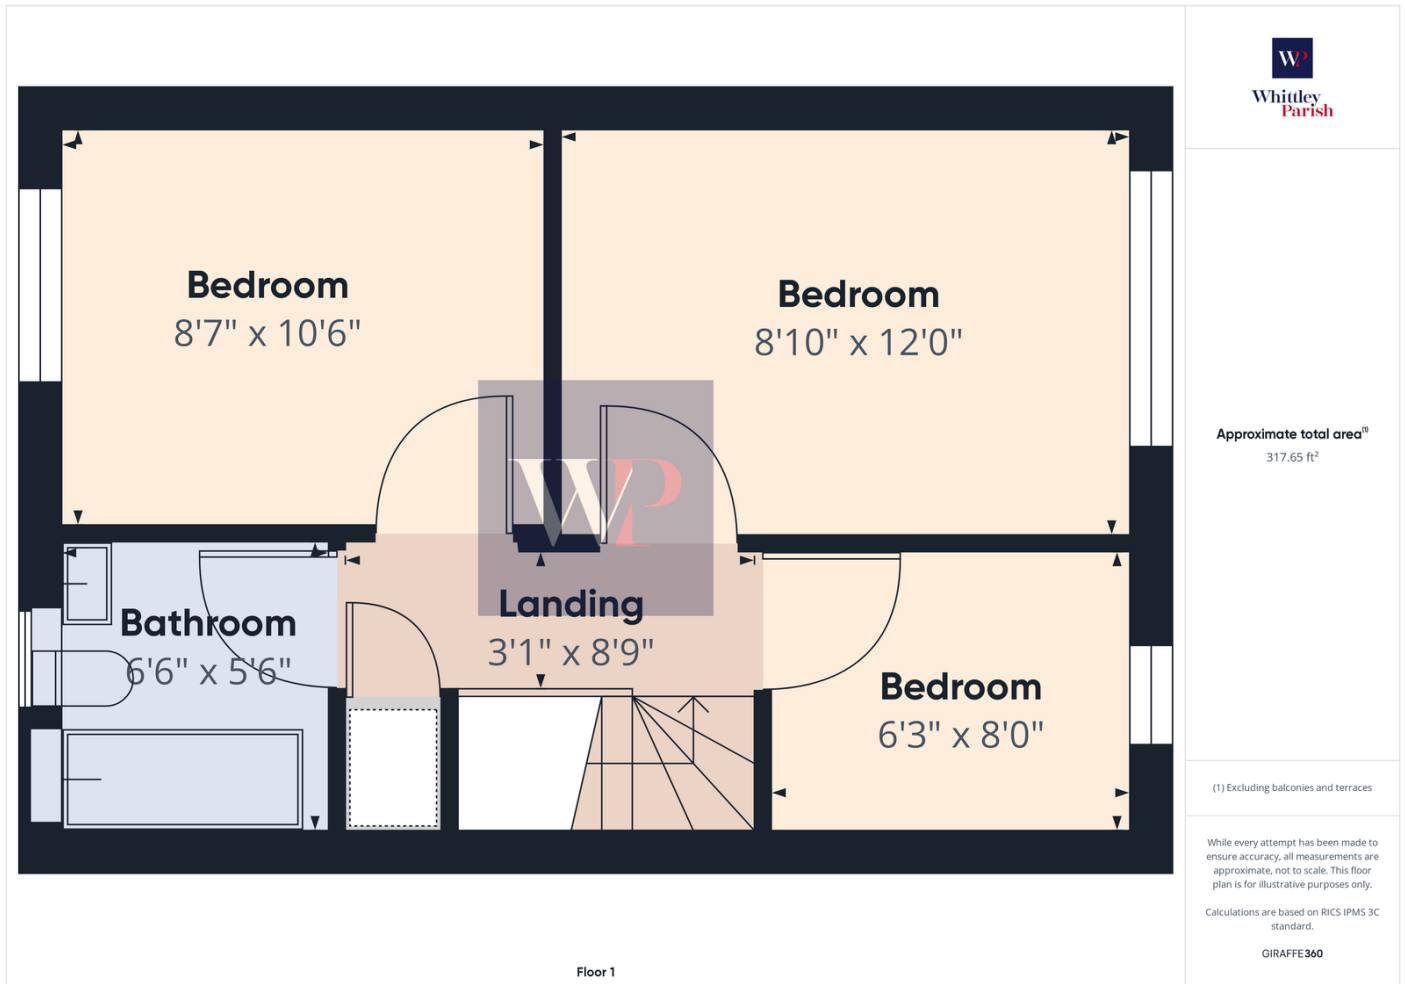 Bedroom
8'7" x 10'6"
Bedroom
8'10" x 12'0"
WP
Bathroom
6'6" x 5'6"
Landing
3'1" x 8'9"
Bedroom
6'3" x 8'0"
Floor 1
WP
Whittley
Parish
Approximate total area(1)
317.65 ft²
(1) Excluding balconies and terraces
While every attempt has been made to
ensure accuracy, all measurements are
approximate, not to scale. This floor
plan is for illustrative purposes only.
Calculations are based on RICS IPMS 3C
standard.
GIRAFFE360